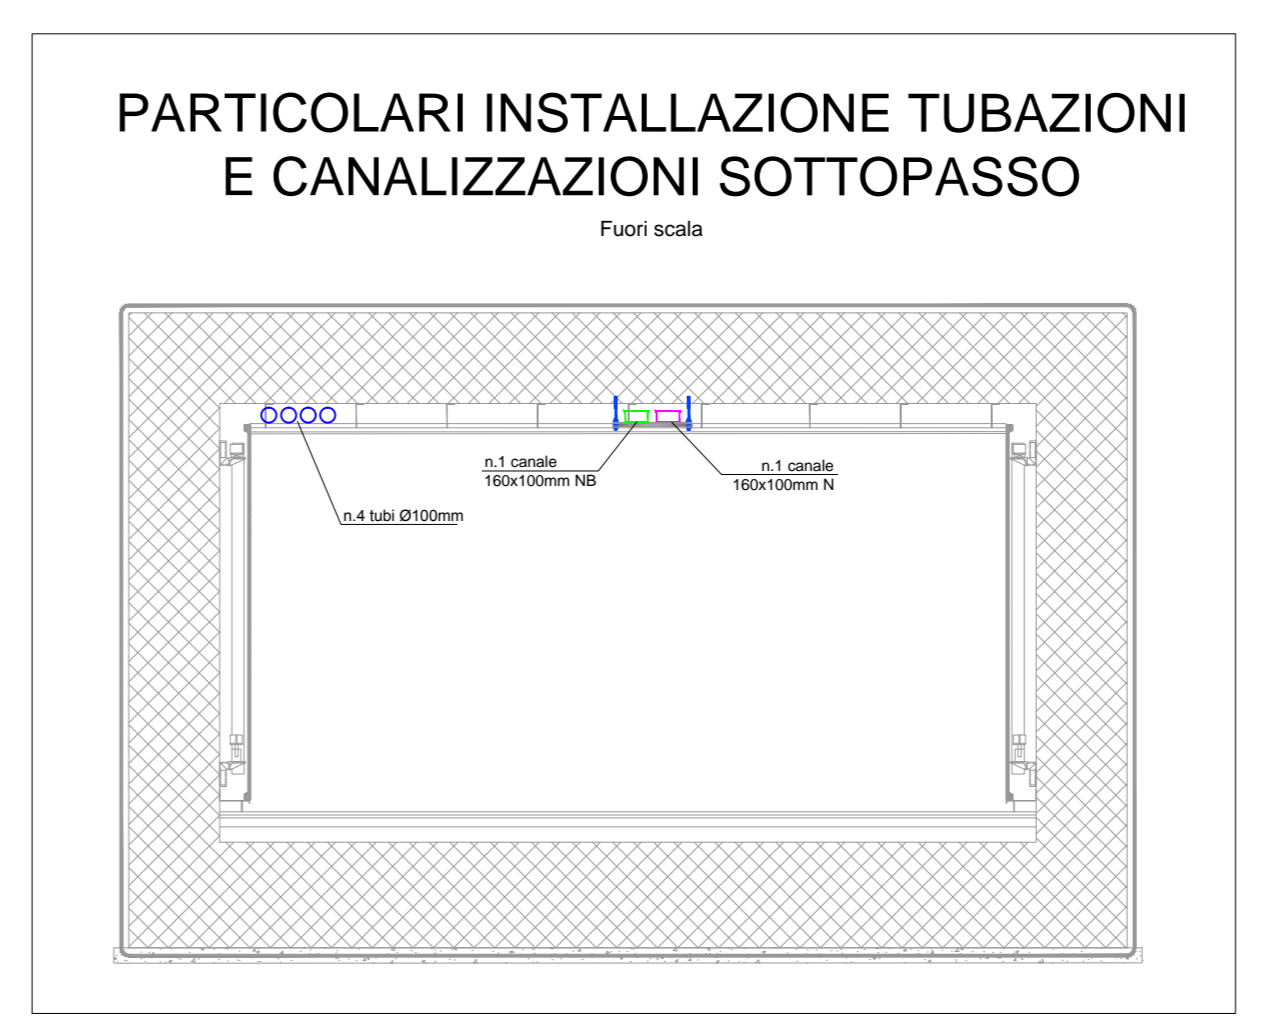 PARTICOLARI INSTALLAZIONE TUBAZIONI
E CANALIZZAZIONI SOTTOPASSO
Fuori scala
n.1 canale
160x100mm NB
n.1 canale
160x100mm N
n.4 tubi Ø100mm